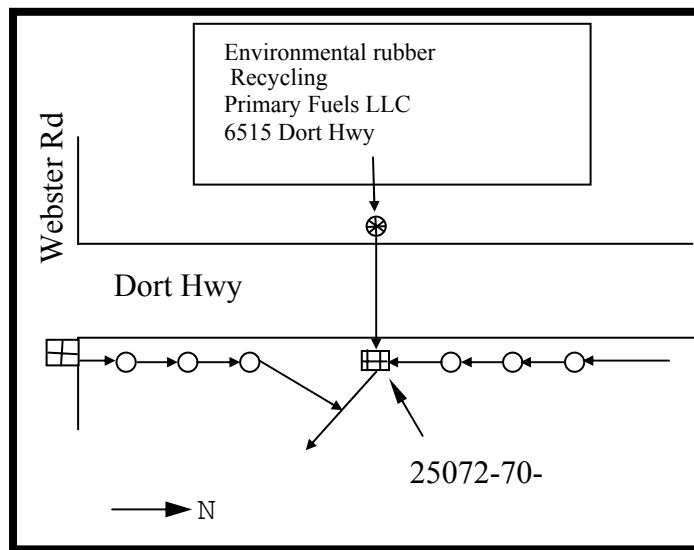 Environmental rubber
Recycling
Primary Fuels LLC
6515 Dort Hwy
Webster Rd
Dort Hwy
25072-70-
N